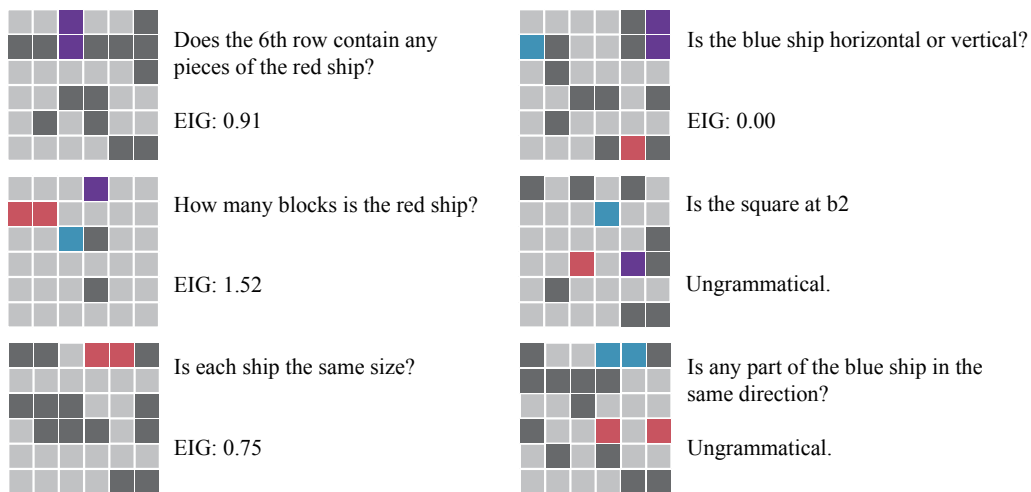 Does the 6th row contain any
pieces of the red ship?
EIG: 0.91
How many blocks is the red ship?
EIG: 1.52
Is each ship the same size?
EIG: 0.75
Is the blue ship horizontal or vertical?
EIG: 0.00
Is the square at b2
Ungrammatical.
Is any part of the blue ship in the
same direction?
Ungrammatical.